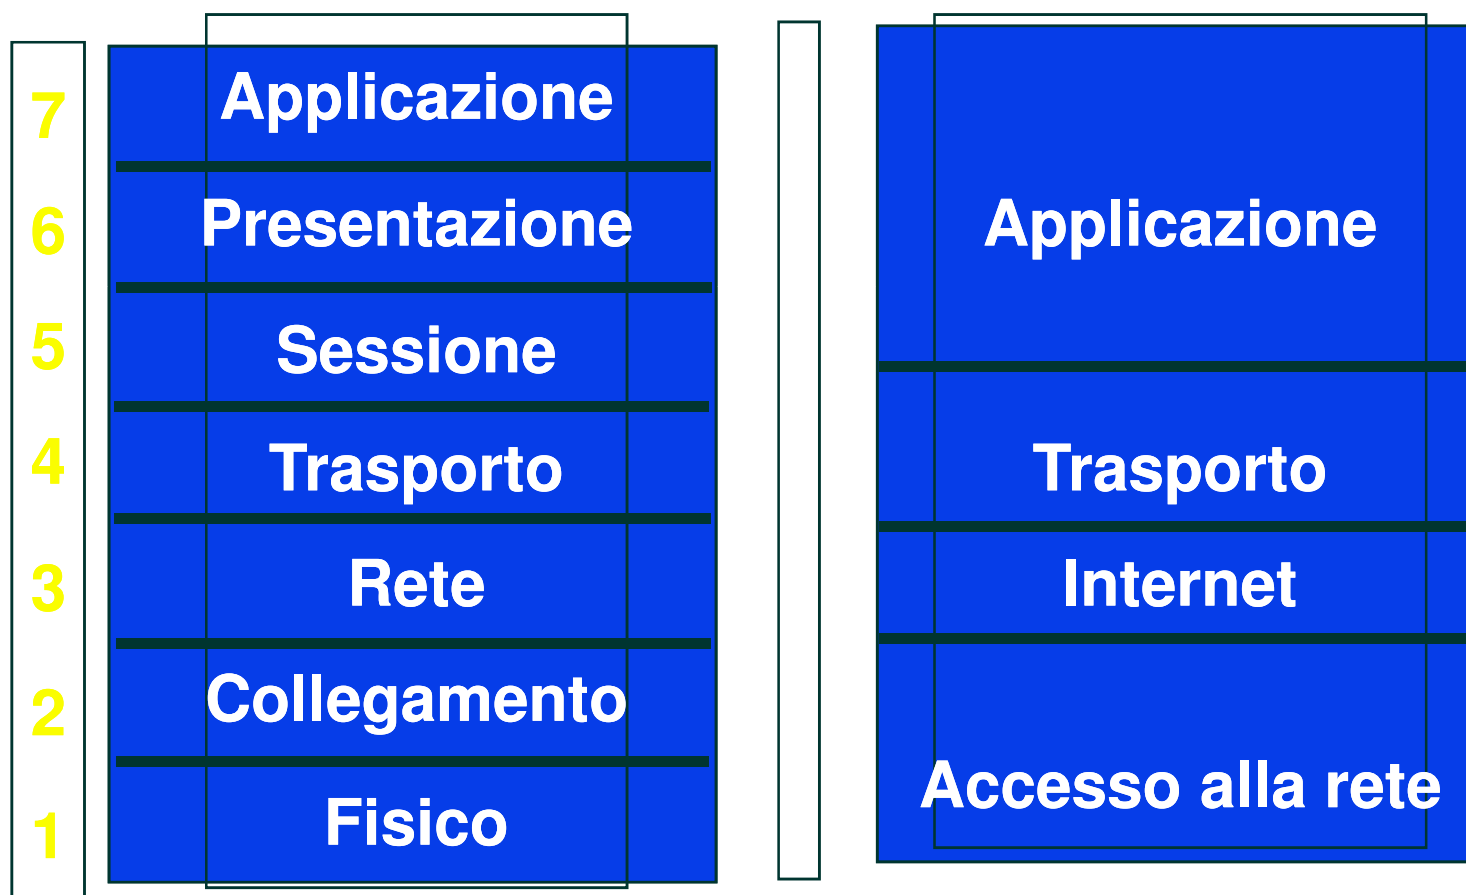 7
Applicazione
6
Presentazione
Applicazione
5
Sessione
4
Trasporto
Trasporto
3
Rete
Internet
2
Collegamento
Accesso alla rete
1
Fisico